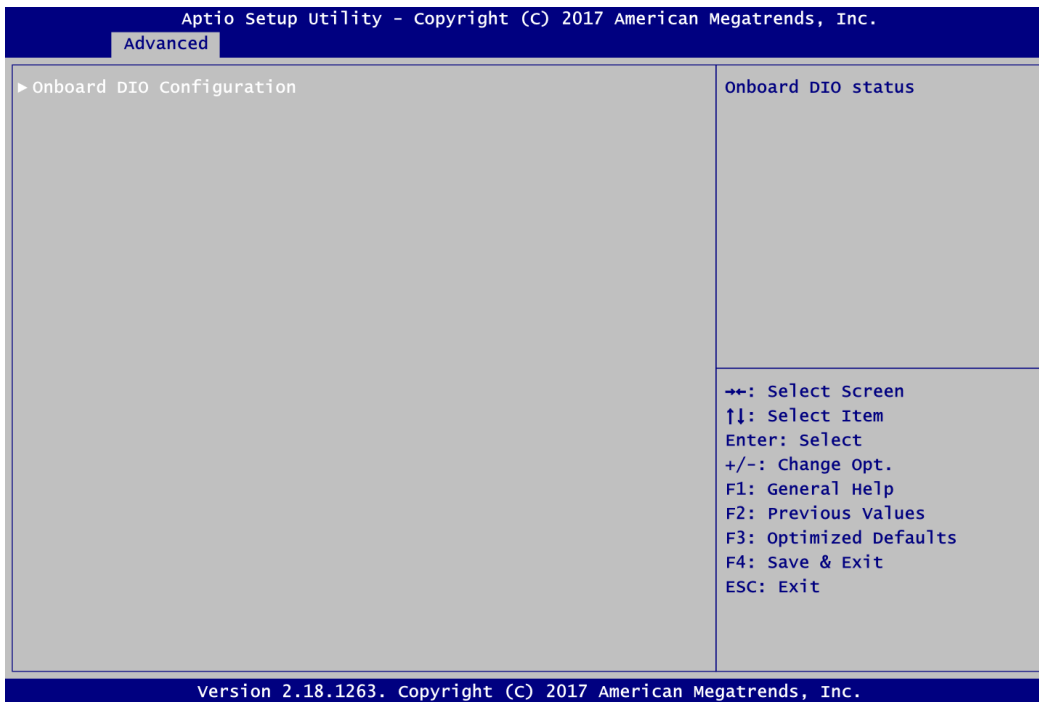 Aptio Setup Utility - Copyright (C) 2017 American Megatrends, Inc.
Advanced
►Onboard DIO Configuration
Onboard DIO status
→←: Select Screen
↑↓: Select Item
Enter: Select
+/-: Change Opt.
F1: General Help
F2: Previous Values
F3: Optimized Defaults
F4: Save & Exit
ESC: Exit
Version 2.18.1263. Copyright (C) 2017 American Megatrends, Inc.